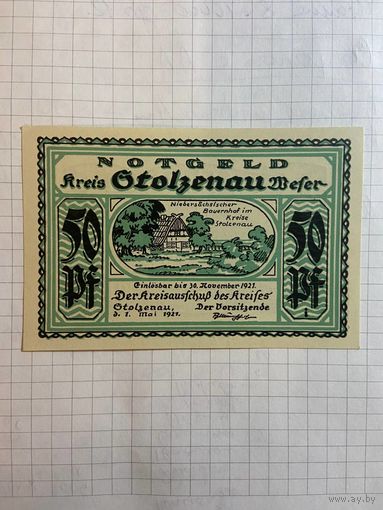 NOTGELD
Kreis Stolzenau Weser
50 Pf
Niedersächsischer
Bauernhof im
Kreise
Stolzenau.
50 Pf
Einlösbar bis 30. November 1921.
Der Kreisausschuß des Kreises
Stolzenau, Der Vorsitzende
d. 1. Mai 1921.
www.ay.by